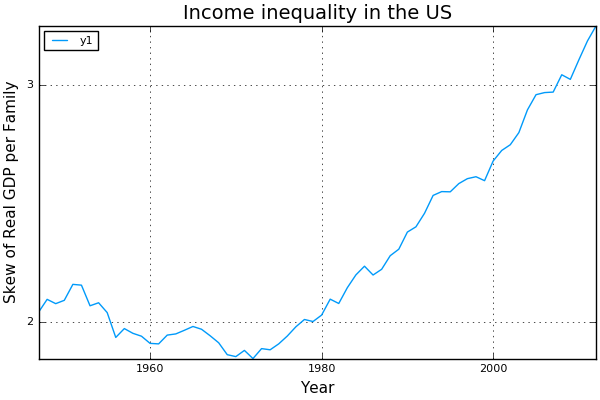 Income inequality in the US
y1
Skew of Real GDP per Family
3
2
1960
1980
2000
Year